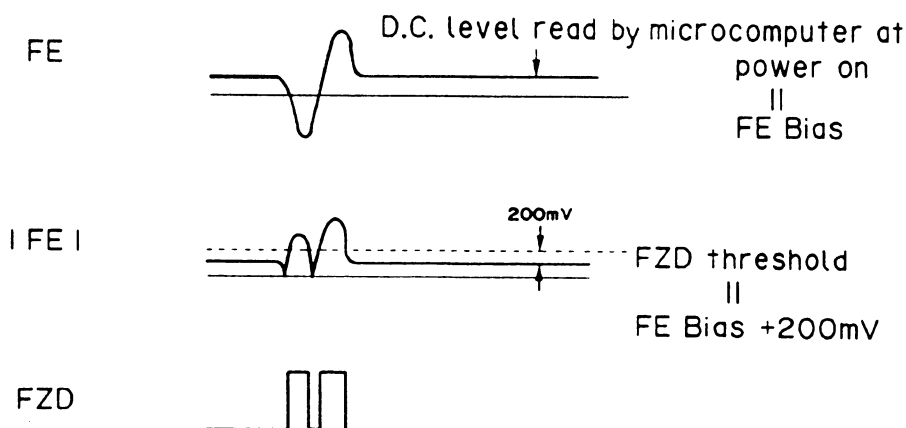 FE
D.C. level read by microcomputer at
power on
||
FE Bias
| FE |
200mV
FZD threshold
||
FE Bias +200mV
FZD